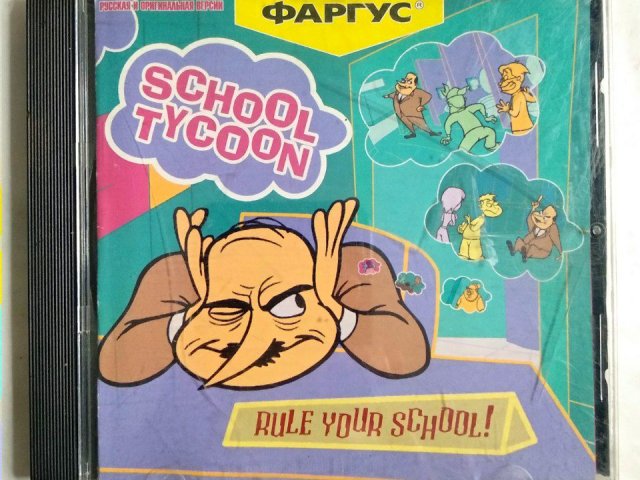 РУССКАЯ И ОРИГИНАЛЬНАЯ ВЕРСИИ
ФАРГУС®
SCHOOL
TYCOON
RULE YOUR SCHOOL!